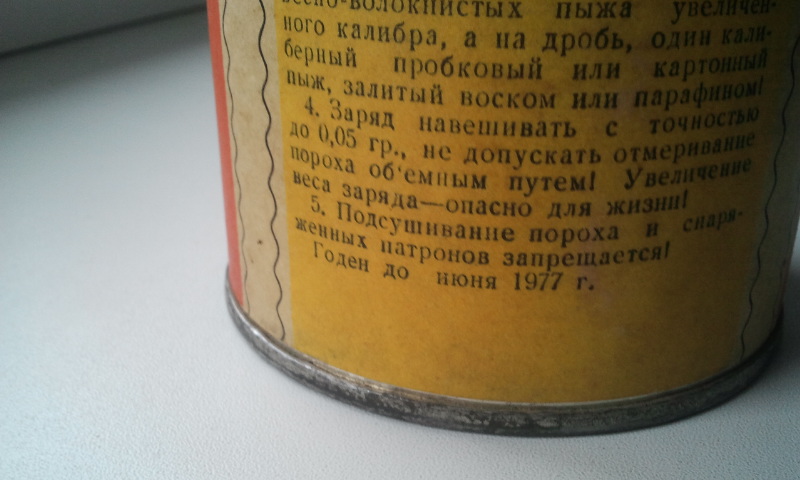 весно-волокнистых пыжа увеличен-
ного калибра, а на дробь, один кали-
берный пробковый или картонный
пыж, залитый воском или парафином!
4. Заряд навешивать с точностью
до 0,05 гр., не допускать отмеривание
пороха об'емным путем! Увеличение
веса заряда—опасно для жизни!
5. Подсушивание пороха и снаря-
женных патронов запрещается!
Годен до июня 1977 г.